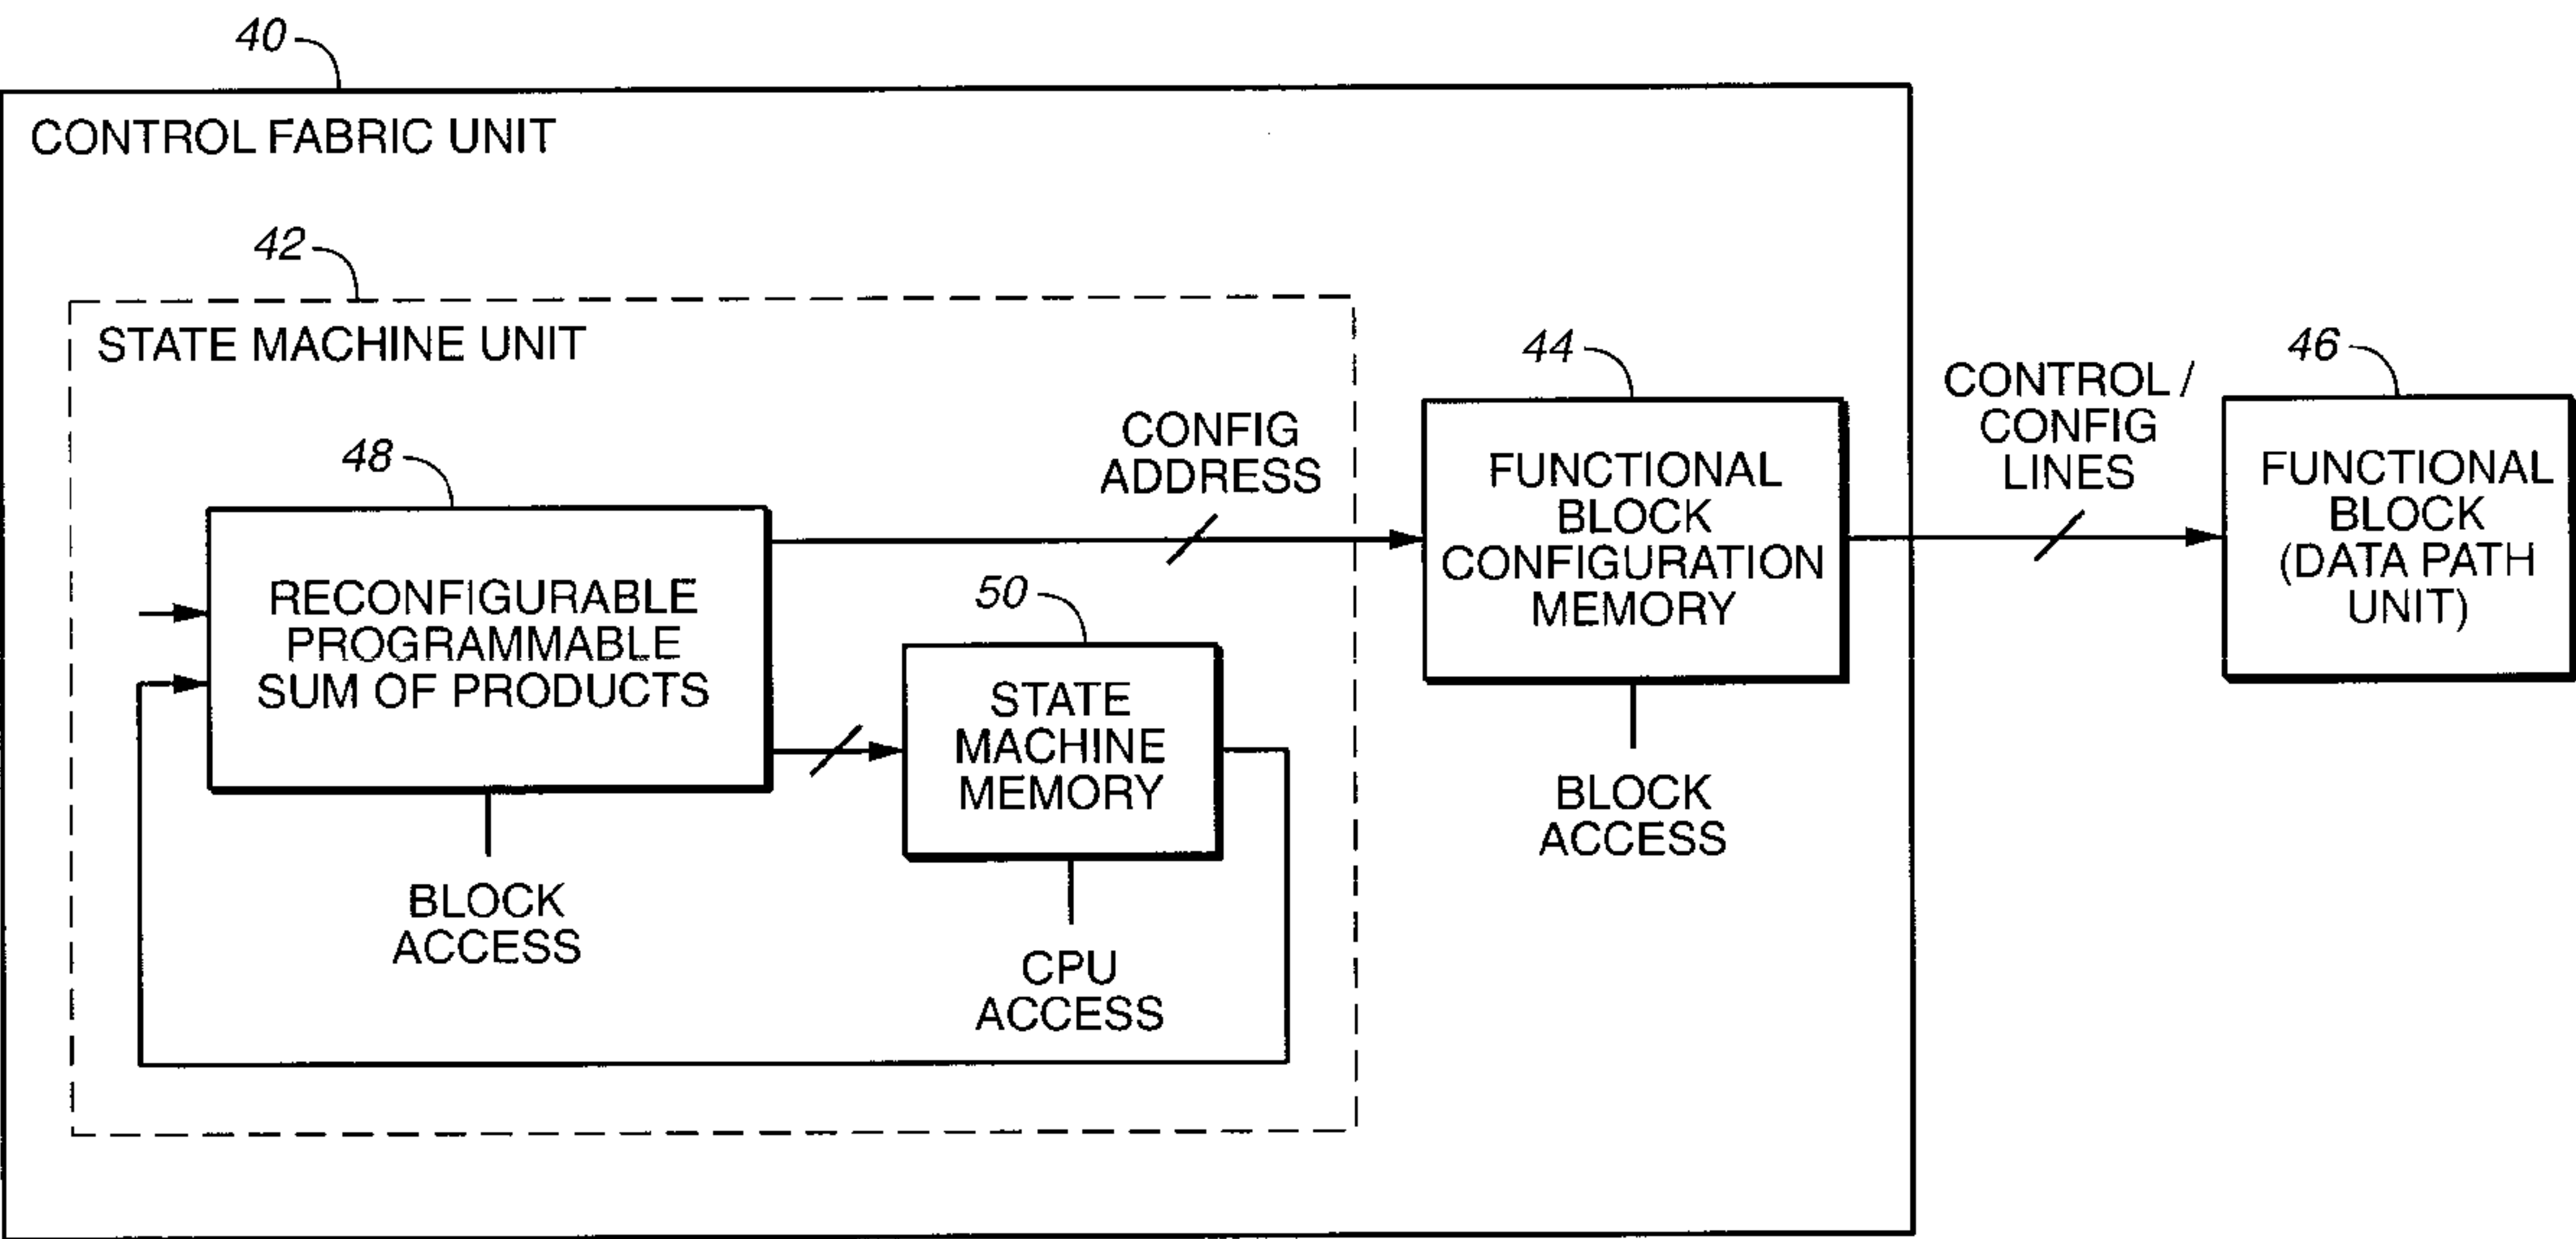 40
CONTROL FABRIC UNIT
42
STATE MACHINE UNIT
48
RECONFIGURABLE
PROGRAMMABLE
SUM OF PRODUCTS
BLOCK
ACCESS
CONFIG
ADDRESS
50
STATE
MACHINE
MEMORY
CPU
ACCESS
44
FUNCTIONAL
BLOCK
CONFIGURATION
MEMORY
BLOCK
ACCESS
CONTROL /
CONFIG
LINES
46
FUNCTIONAL
BLOCK
(DATA PATH
UNIT)